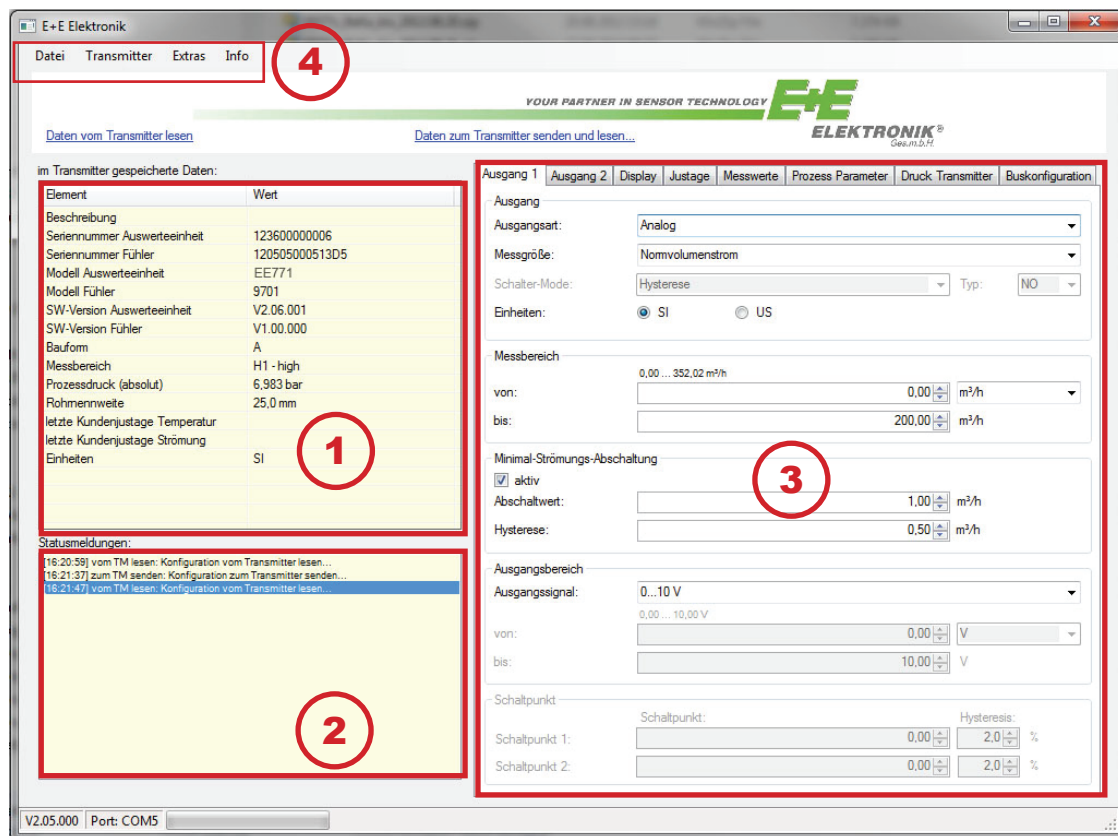 E+E Elektronik
Datei Transmitter Extras Info
4
YOUR PARTNER IN SENSOR TECHNOLOGY
E+E
ELEKTRONIK®
Ges.m.b.H.
Daten vom Transmitter lesen
Daten zum Transmitter senden und lesen...
im Transmitter gespeicherte Daten:
Element Wert
Beschreibung
Seriennummer Auswerteeinheit 123600000006
Seriennummer Fühler 120505000513D5
Modell Auswerteeinheit EE771
Modell Fühler 9701
SW-Version Auswerteeinheit V2.06.001
SW-Version Fühler V1.00.000
Bauform A
Messbereich H1 - high
Prozessdruck (absolut) 6,983 bar
Rohrnennweite 25,0 mm
letzte Kundenjustage Temperatur
letzte Kundenjustage Strömung
Einheiten SI
1
Statusmeldungen:
[16:20:59] vom TM lesen: Konfiguration vom Transmitter lesen...
[16:21:37] zum TM senden: Konfiguration zum Transmitter senden...
[16:21:47] vom TM lesen: Konfiguration vom Transmitter lesen...
2
Ausgang 1 Ausgang 2 Display Justage Messwerte Prozess Parameter Druck Transmitter Buskonfiguration
Ausgang
Ausgangsart: Analog
Messgröße: Normvolumenstrom
Schalter-Mode: Hysterese Typ: NO
Einheiten: SI US
Messbereich
0,00 ... 352,02 m³/h
von: 0,00 m³/h
bis: 200,00 m³/h
Minimal-Strömungs-Abschaltung
aktiv
Abschaltwert: 1,00 m³/h
Hysterese: 0,50 m³/h
3
Ausgangsbereich
Ausgangssignal: 0...10 V
0,00 ... 10,00 V
von: 0,00 V
bis: 10,00 V
Schaltpunkt
Schaltpunkt: Hysteresis:
Schaltpunkt 1: 0,00 2,0 %
Schaltpunkt 2: 0,00 2,0 %
V2.05.000 Port: COM5